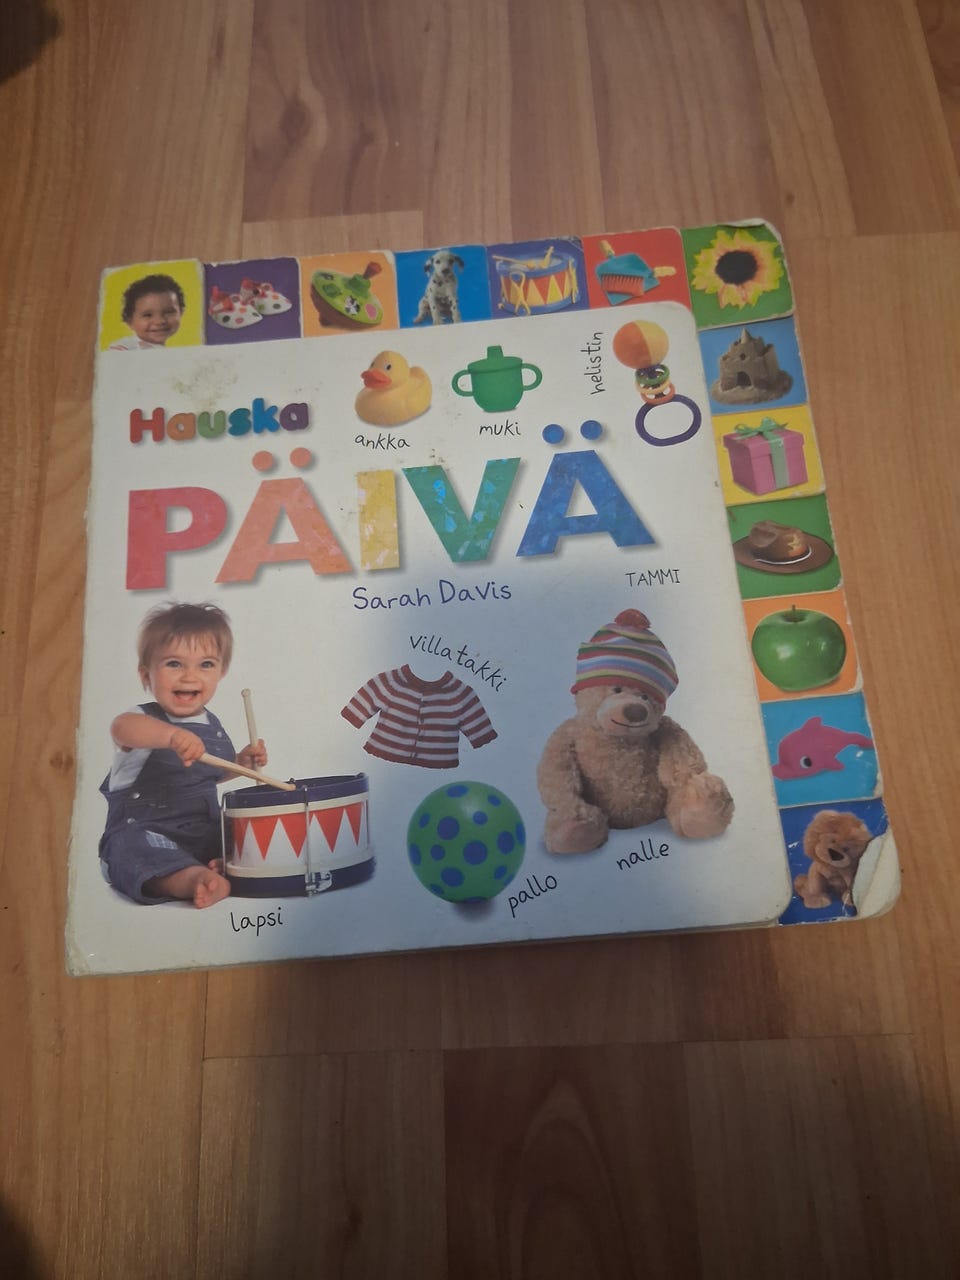 helistin
ankka
muki
Hauska
PÄIVÄ
Sarah Davis
TAMMI
villatakki
nalle
pallo
lapsi